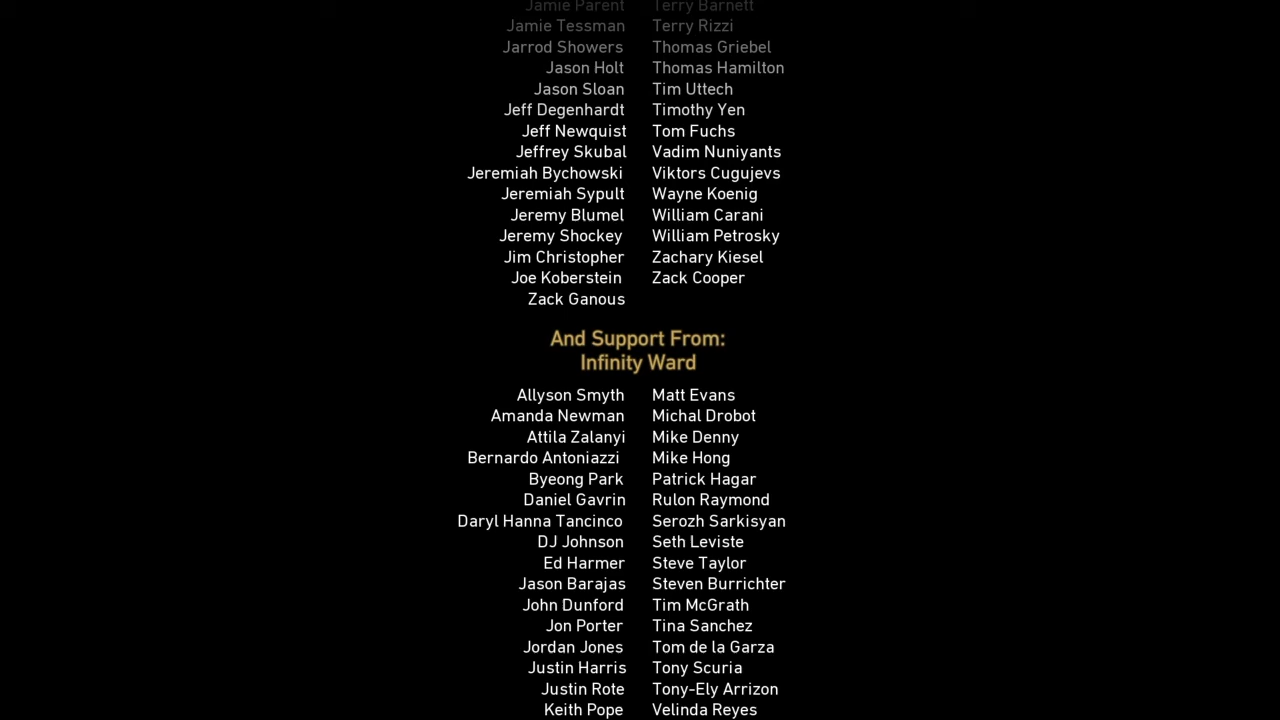 Jamie Parent Terry Barnett
Jamie Tessman Terry Rizzi
Jarrod Showers Thomas Griebel
Jason Holt Thomas Hamilton
Jason Sloan Tim Uttech
Jeff Degenhardt Timothy Yen
Jeff Newquist Tom Fuchs
Jeffrey Skubal Vadim Nuniyants
Jeremiah Bychowski Viktors Cugujevs
Jeremiah Sypult Wayne Koenig
Jeremy Blumel William Carani
Jeremy Shockey William Petrosky
Jim Christopher Zachary Kiesel
Joe Koberstein Zack Cooper
Zack Ganous
And Support From:
Infinity Ward
Allyson Smyth Matt Evans
Amanda Newman Michal Drobot
Attila Zalanyi Mike Denny
Bernardo Antoniazzi Mike Hong
Byeong Park Patrick Hagar
Daniel Gavrin Rulon Raymond
Daryl Hanna Tancinco Serozh Sarkisyan
DJ Johnson Seth Leviste
Ed Harmer Steve Taylor
Jason Barajas Steven Burrichter
John Dunford Tim McGrath
Jon Porter Tina Sanchez
Jordan Jones Tom de la Garza
Justin Harris Tony Scuria
Justin Rote Tony-Ely Arrizon
Keith Pope Velinda Reyes